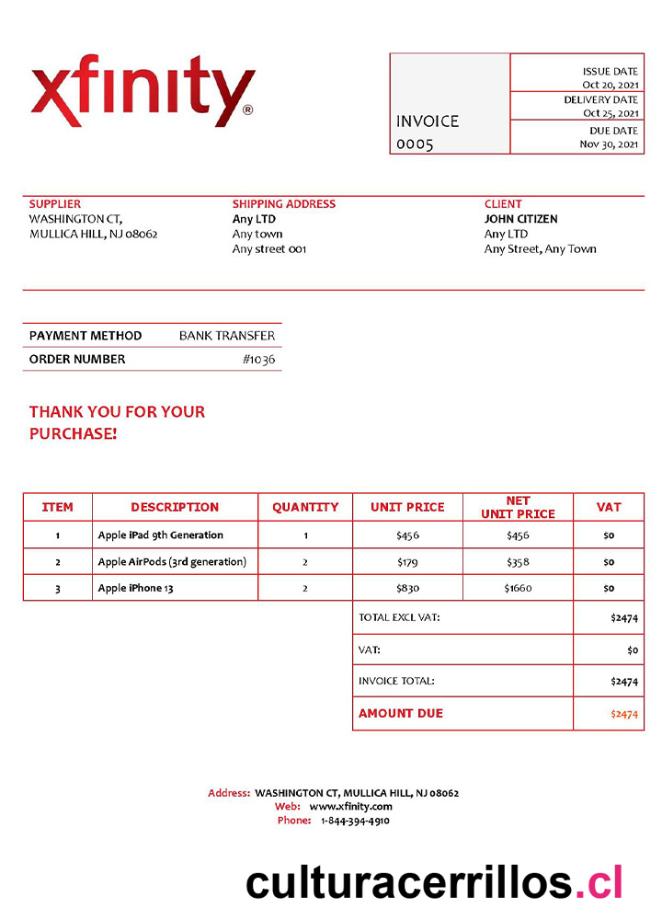 xfinity®
INVOICE
0005
ISSUE DATE
Oct 20, 2021
DELIVERY DATE
Oct 25, 2021
DUE DATE
Nov 30, 2021
SUPPLIER
WASHINGTON CT,
MULLICA HILL, NJ 08062
SHIPPING ADDRESS
Any LTD
Any town
Any street 001
CLIENT
JOHN CITIZEN
Any LTD
Any Street, Any Town
PAYMENT METHOD BANK TRANSFER
ORDER NUMBER #1036
THANK YOU FOR YOUR
PURCHASE!
ITEM DESCRIPTION QUANTITY UNIT PRICE NET UNIT PRICE VAT
1 Apple iPad 9th Generation 1 $456 $456 $0
2 Apple AirPods (3rd generation) 2 $179 $358 $0
3 Apple iPhone 13 2 $830 $1660 $0
TOTAL EXCL VAT: $2474
VAT: $0
INVOICE TOTAL: $2474
AMOUNT DUE $2474
Address: WASHINGTON CT, MULLICA HILL, NJ 08062
Web: www.xfinity.com
Phone: 1-844-394-4910
culturacerrillos.cl